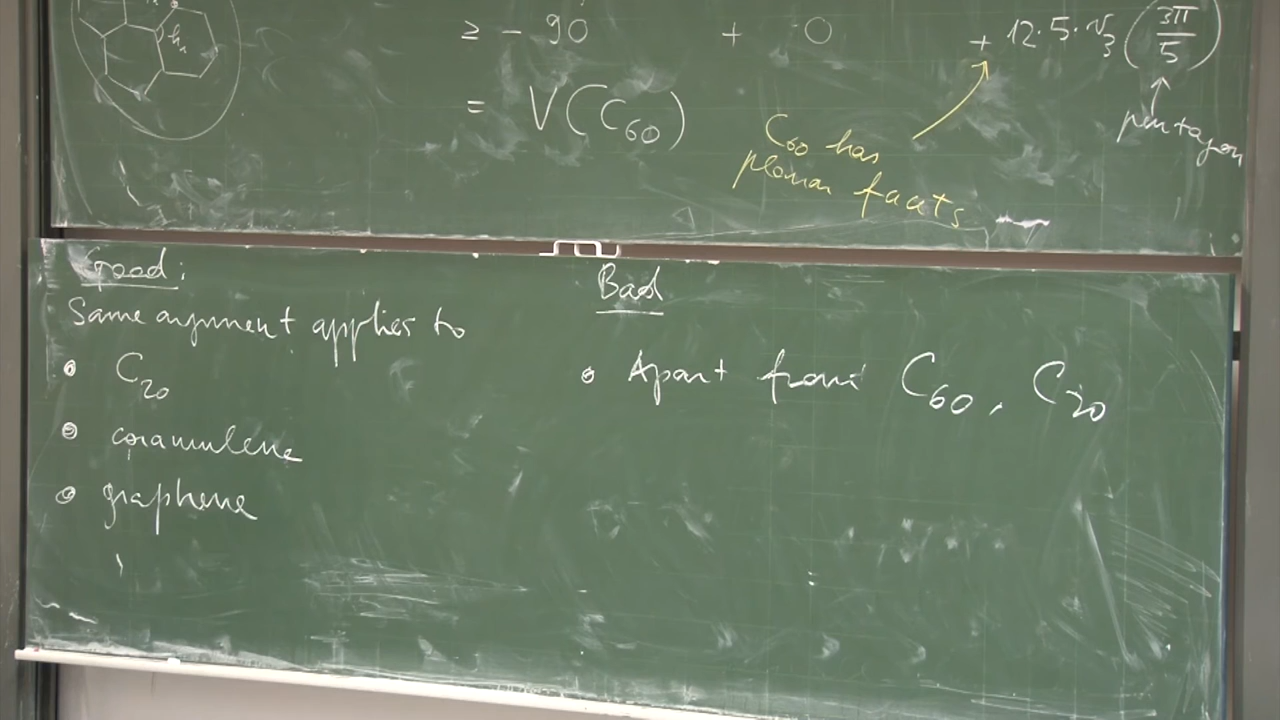 h₁
≥ - 90 + 0 + 12·5·v₃(3π/5)
= V(C₆₀)
pentagon
C₆₀ has
planar facets
Good:
Same argument applies to
• C₂₀
• corannulene
• graphene
Bad
• Apart from C₆₀, C₂₀